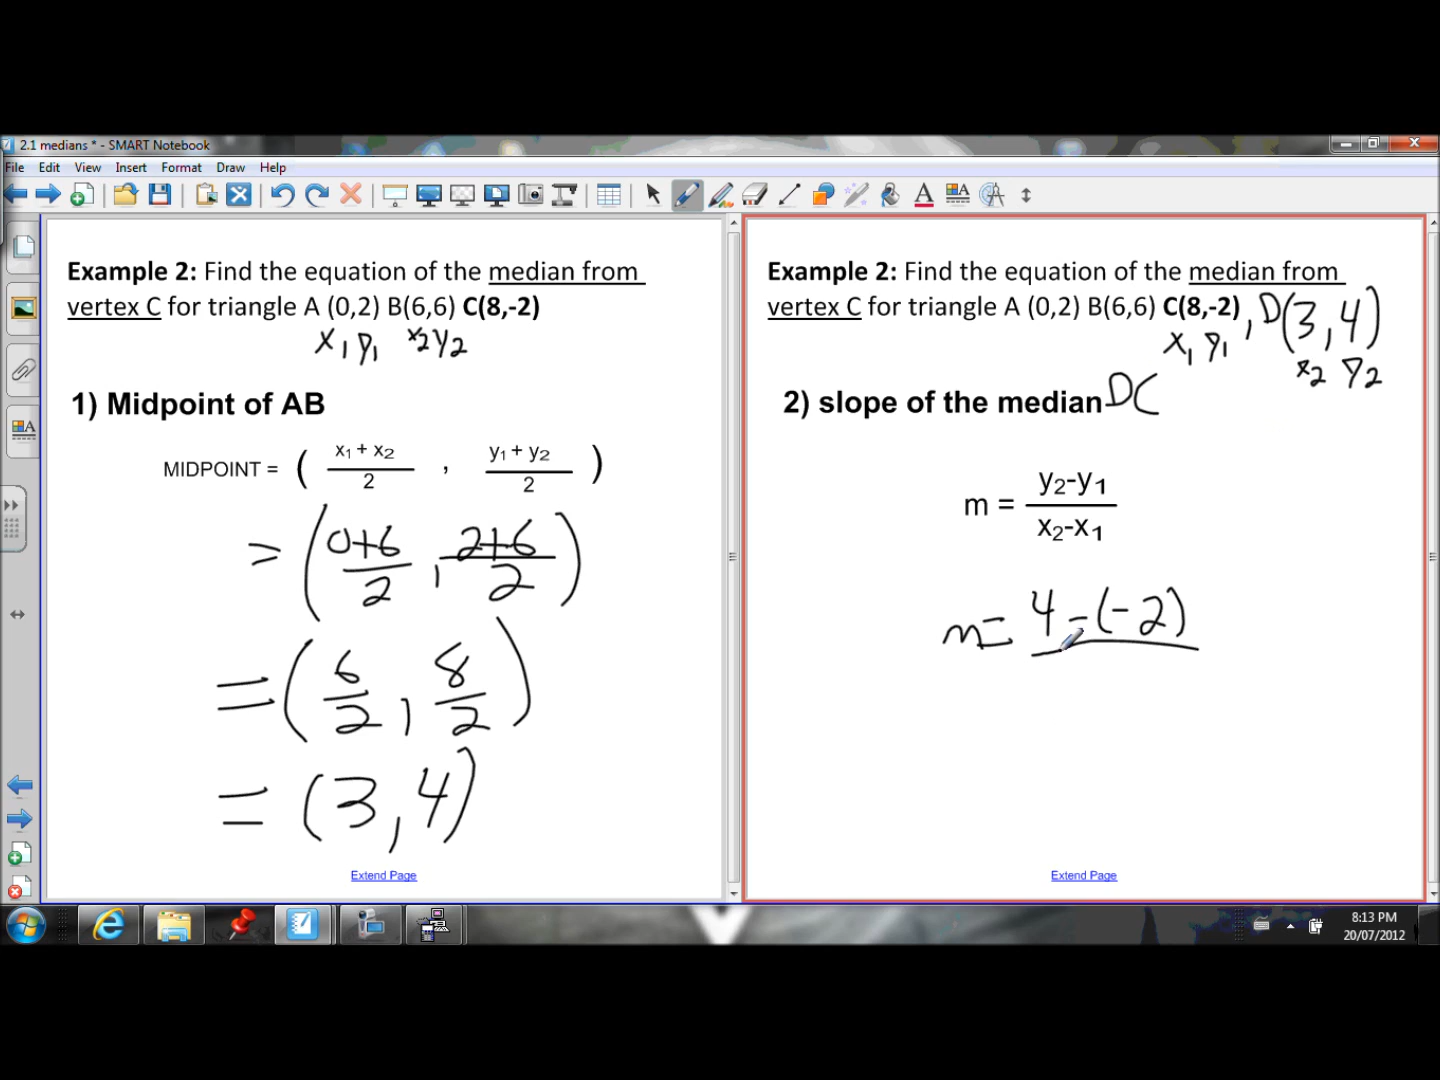 2.1 medians * - SMART Notebook
File Edit View Insert Format Draw Help
Example 2: Find the equation of the median from
vertex C for triangle A (0,2) B(6,6) C(8,-2)
x1 y1 x2 y2
1) Midpoint of AB
MIDPOINT = ( x1 + x2 / 2 , y1 + y2 / 2 )
= ( 0+6 / 2 , 2+6 / 2 )
= ( 6 / 2 , 8 / 2 )
= (3, 4)
Extend Page
Example 2: Find the equation of the median from
vertex C for triangle A (0,2) B(6,6) C(8,-2) , D(3, 4)
x1 y1 x2 y2
2) slope of the median DC
m = y2-y1 / x2-x1
m = 4 - (-2)
Extend Page
8:13 PM
20/07/2012